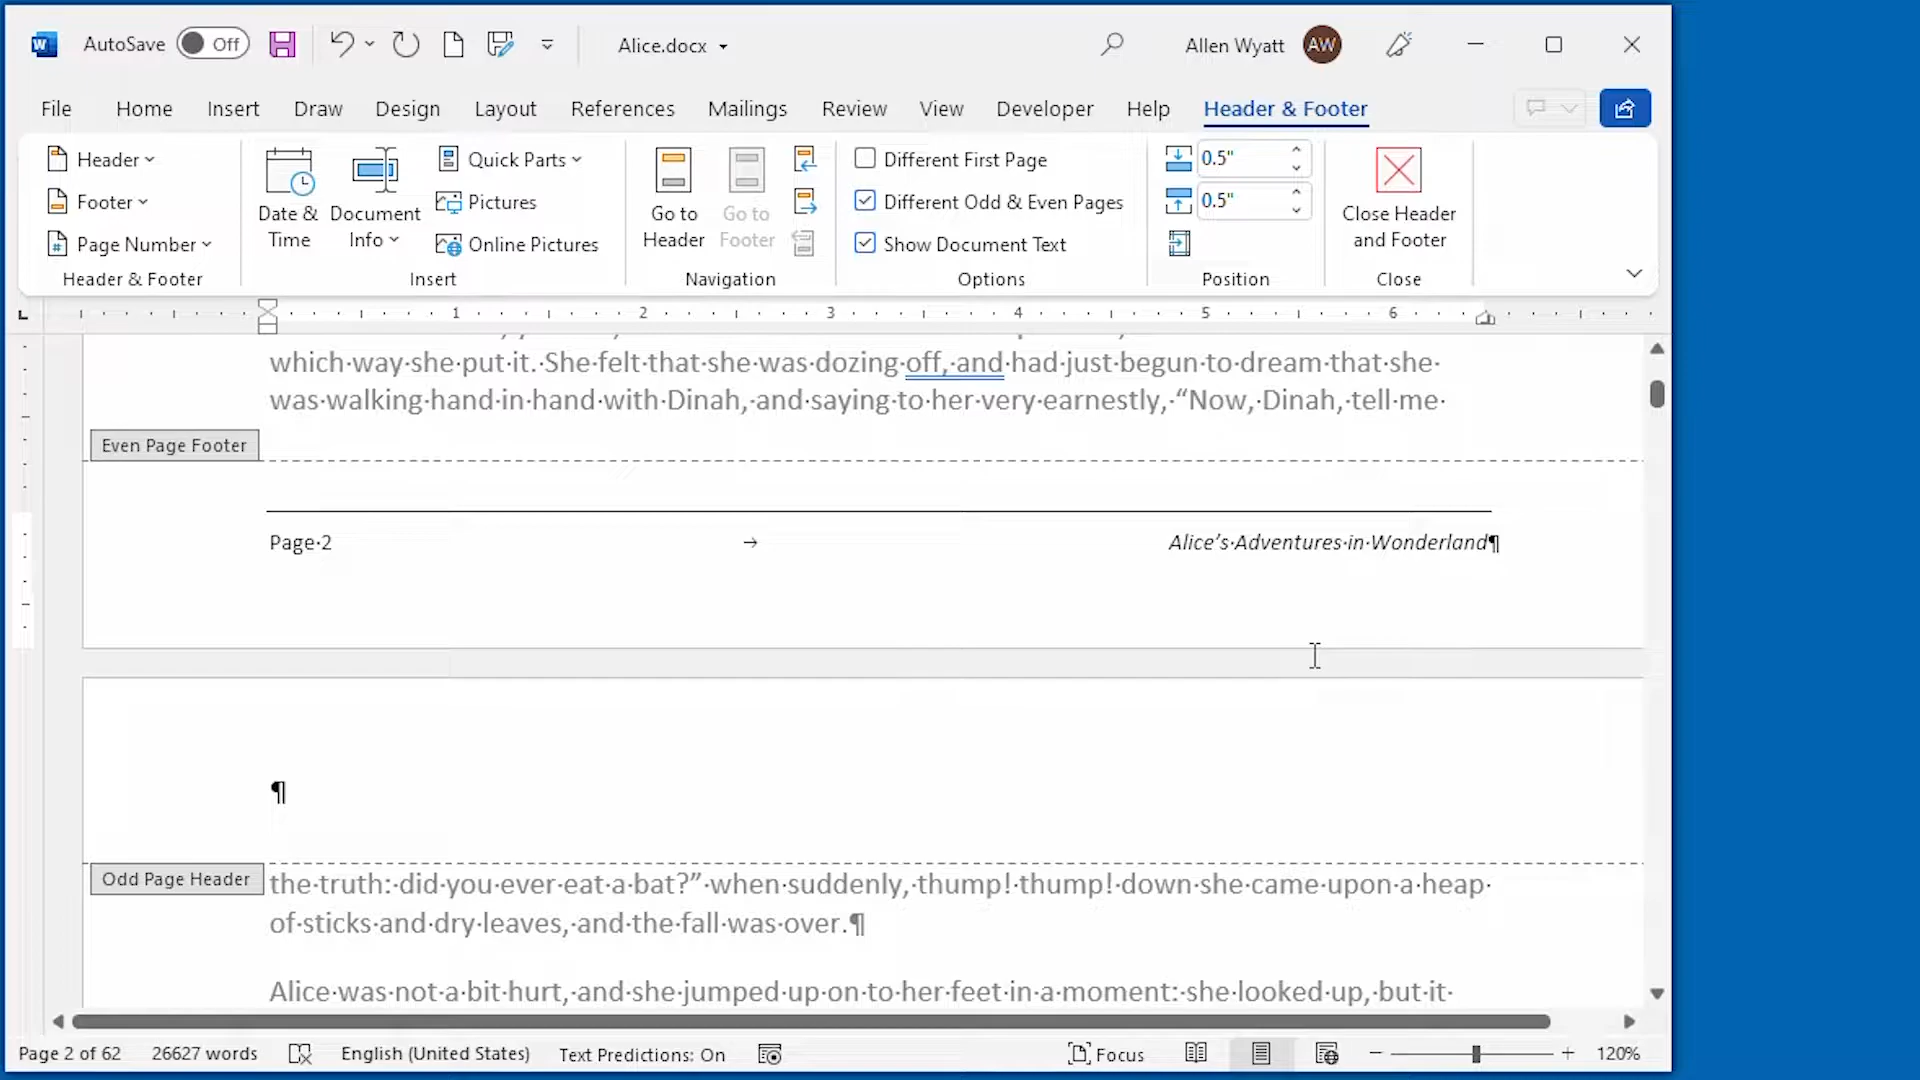 AutoSave Off Alice.docx Allen Wyatt AW
File Home Insert Draw Design Layout References Mailings Review View Developer Help Header & Footer
Header
Footer
Page Number
Header & Footer
Date & Time
Document Info
Quick Parts
Pictures
Online Pictures
Insert
Go to Header
Go to Footer
Navigation
Different First Page
Different Odd & Even Pages
Show Document Text
Options
0.5"
0.5"
Position
Close Header and Footer
Close
1 2 3 4 5 6
which·way·she·put·it.·She·felt·that·she·was·dozing·off,·and·had·just·begun·to·dream·that·she·
was·walking·hand·in·hand·with·Dinah,·and·saying·to·her·very·earnestly,·“Now,·Dinah,·tell·me·
Even Page Footer
Page·2 → Alice’s·Adventures·in·Wonderland¶
¶
Odd Page Header
the·truth:·did·you·ever·eat·a·bat?”·when·suddenly,·thump!·thump!·down·she·came·upon·a·heap·
of·sticks·and·dry·leaves,·and·the·fall·was·over.¶
Alice·was·not·a·bit·hurt,·and·she·jumped·up·on·to·her·feet·in·a·moment:·she·looked·up,·but·it·
Page 2 of 62 26627 words English (United States) Text Predictions: On Focus 120%